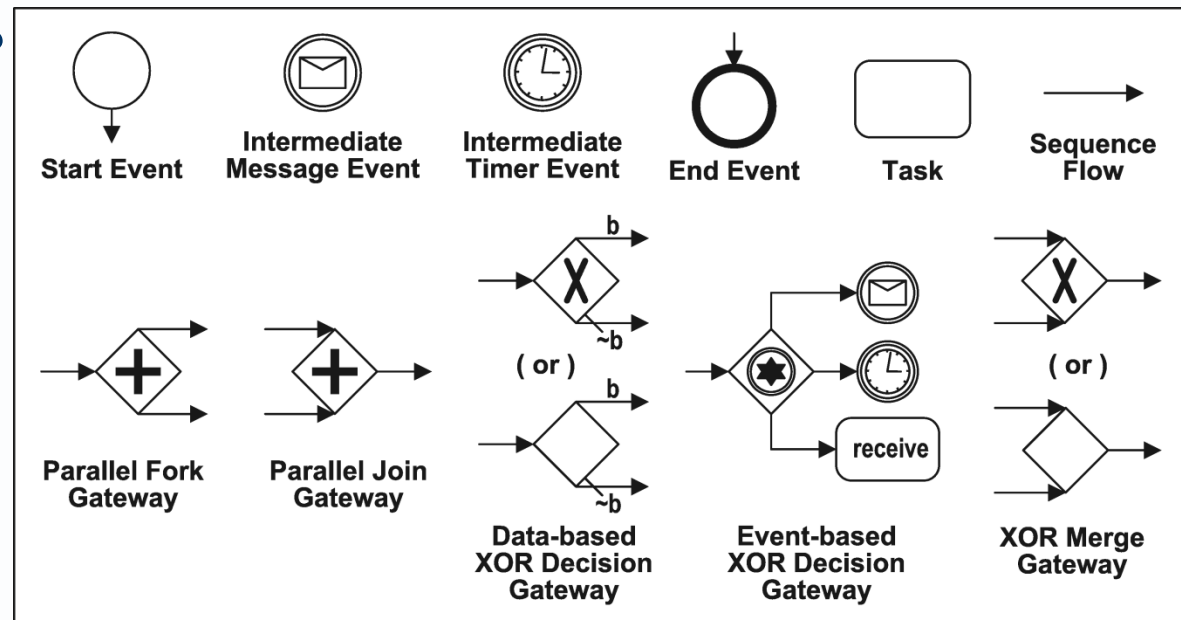 Start Event
Intermediate
Message Event
Intermediate
Timer Event
End Event
Task
Sequence
Flow
b
~b
( or )
b
~b
receive
( or )
Parallel Fork
Gateway
Parallel Join
Gateway
Data-based
XOR Decision
Gateway
Event-based
XOR Decision
Gateway
XOR Merge
Gateway